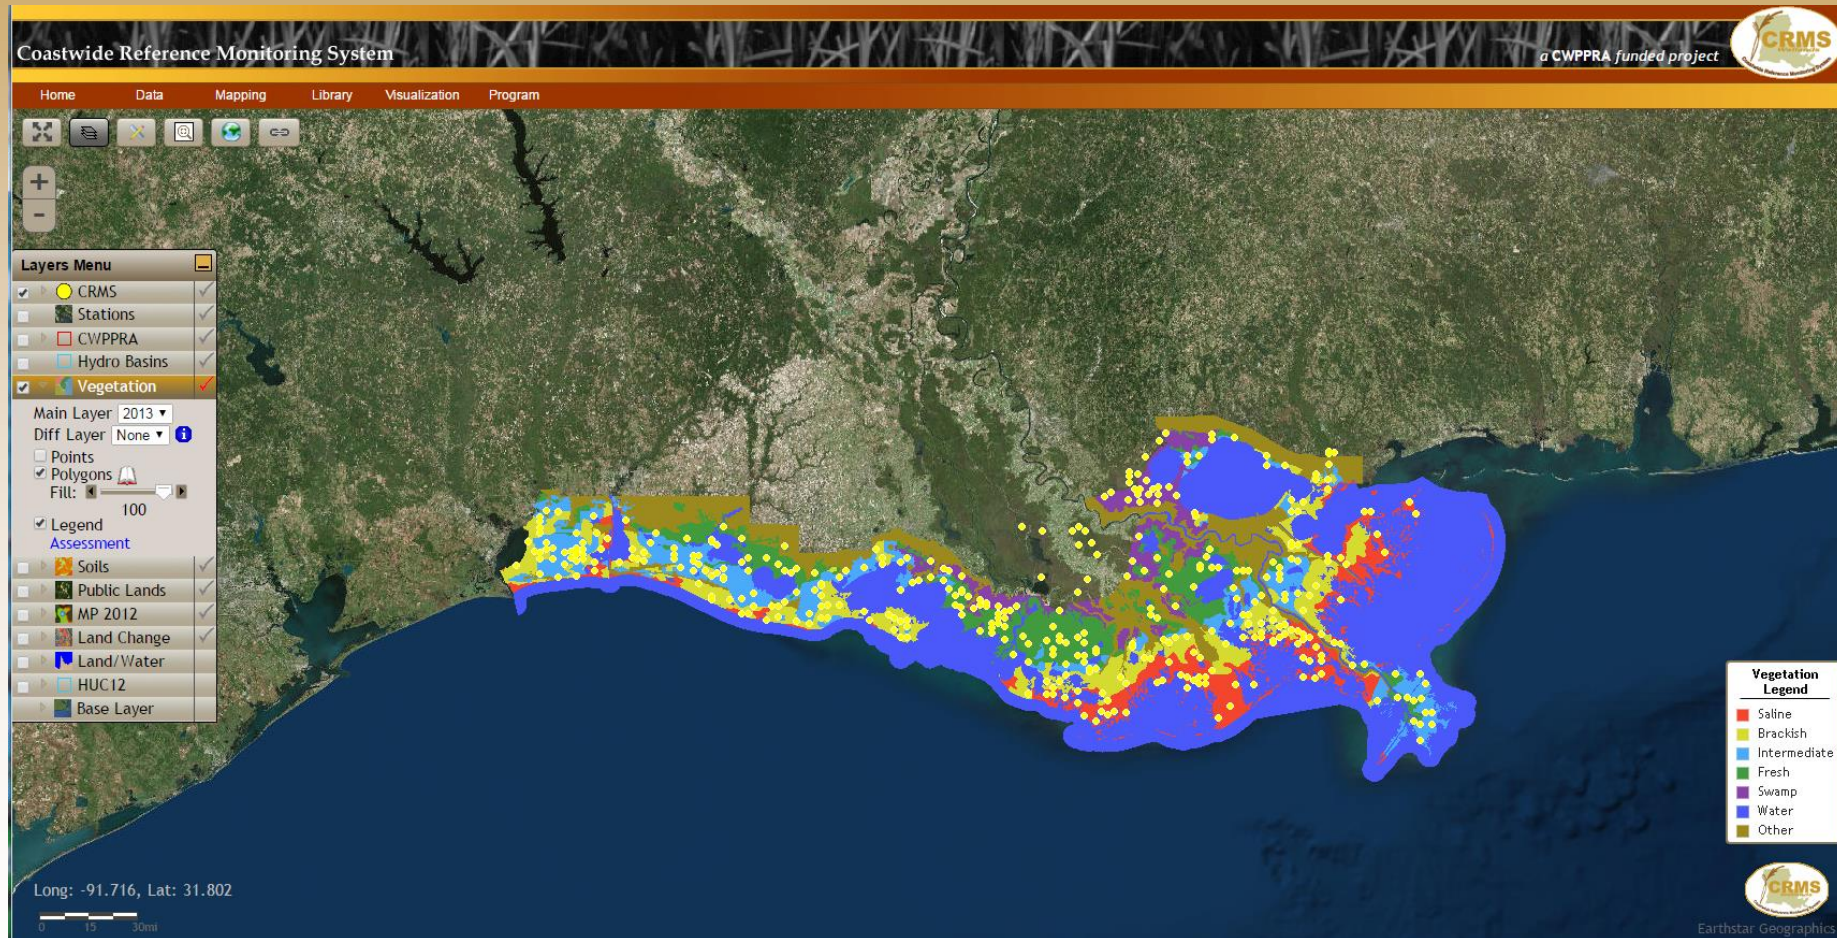 Coastwide Reference Monitoring System
a CWPPRA funded project
CRMS
Home Data Mapping Library Visualization Program
+
-
Layers Menu
CRMS
Stations
CWPPRA
Hydro Basins
Vegetation
Main Layer 2013
Diff Layer None i
Points
Polygons
Fill:
100
Legend
Assessment
Soils
Public Lands
MP 2012
Land Change
Land/Water
HUC12
Base Layer
Vegetation
Legend
Saline
Brackish
Intermediate
Fresh
Swamp
Water
Other
Long: -91.716, Lat: 31.802
0 15 30mi
CRMS
Earthstar Geographics